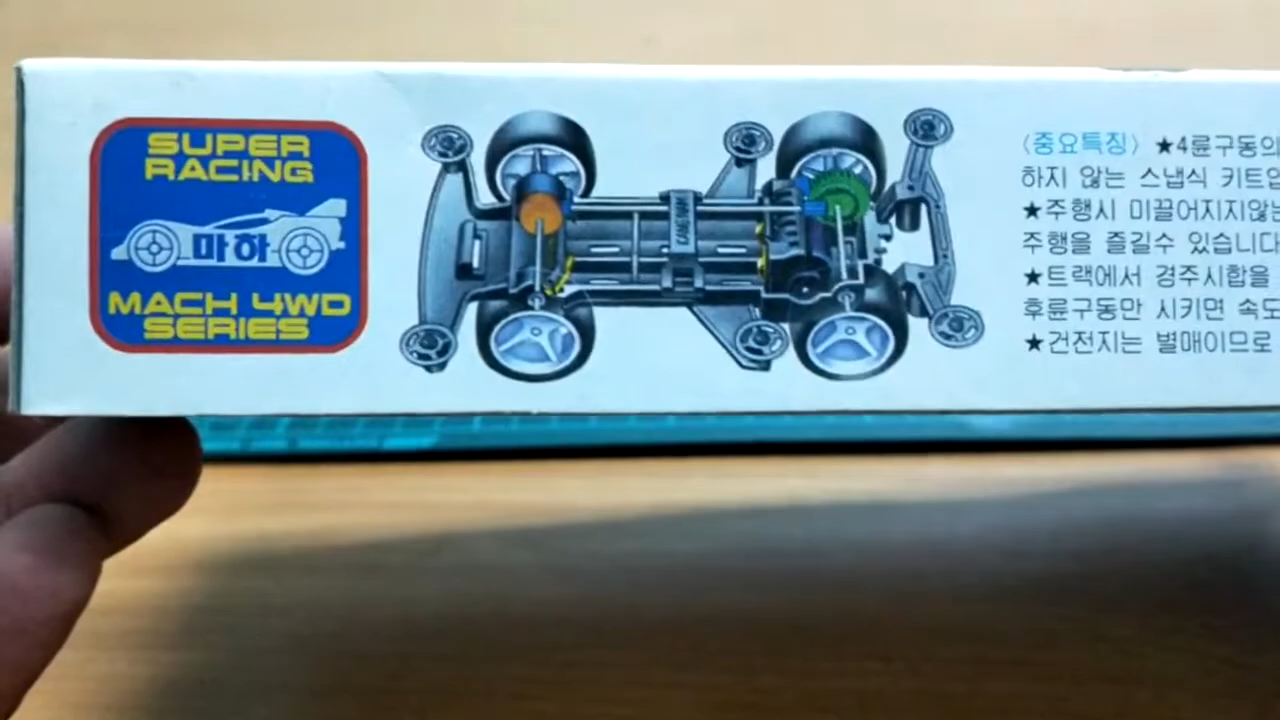 SUPER
RACING
마하
MACH 4WD
SERIES
〈중요특징〉 ★4륜구동의
하지 않는 스냅식 키트입
★주행시 미끌어지지않는
주행을 즐길수 있습니다
★트랙에서 경주시합을
후륜구동만 시키면 속도
★건전지는 별매이므로